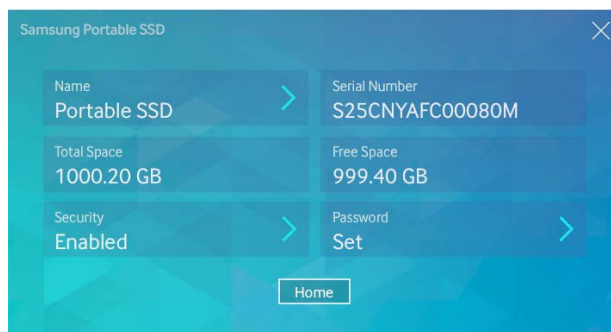 Samsung Portable SSD
Name
Portable SSD
Serial Number
S25CNYAFC00080M
Total Space
1000.20 GB
Free Space
999.40 GB
Security
Enabled
Password
Set
Home